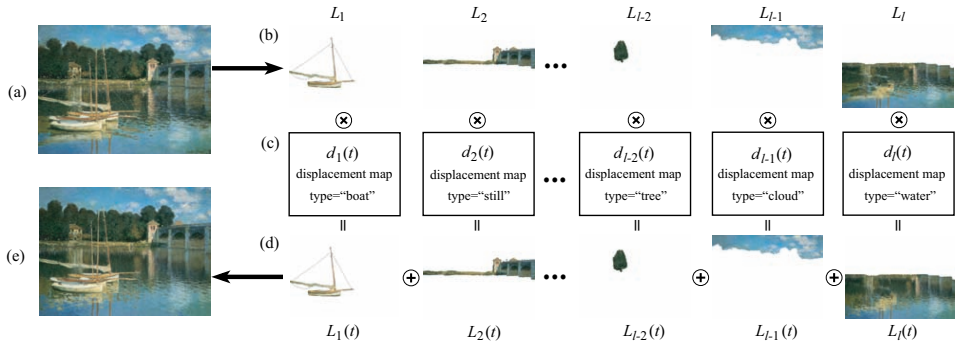 L1 L2 Ll-2 Ll-1 Ll
(b)
(a)
(c)
d1(t) d2(t) dl-2(t) dl-1(t) dl(t)
displacement map displacement map displacement map displacement map displacement map
type=“boat” type=“still” type=“tree” type=“cloud” type=“water”
(d)
(e)
L1(t) L2(t) Ll-2(t) Ll-1(t) Ll(t)